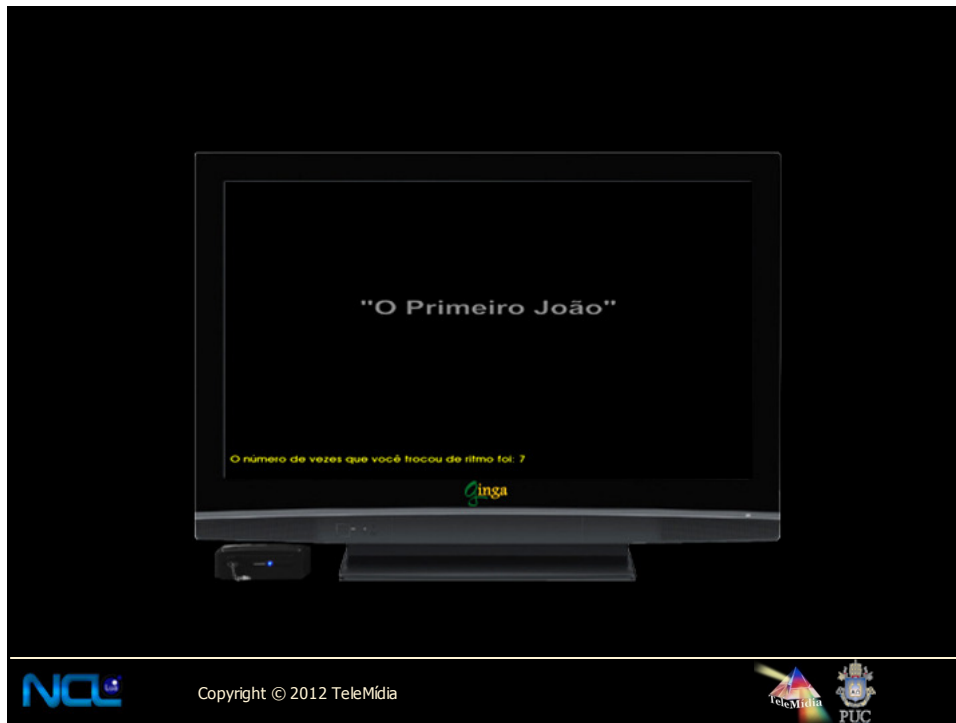 "O Primeiro João"
O número de vezes que você trocou de ritmo foi: 7
Ginga
NCL
Lua
Copyright © 2012 TeleMídia
TeleMídia
PUC